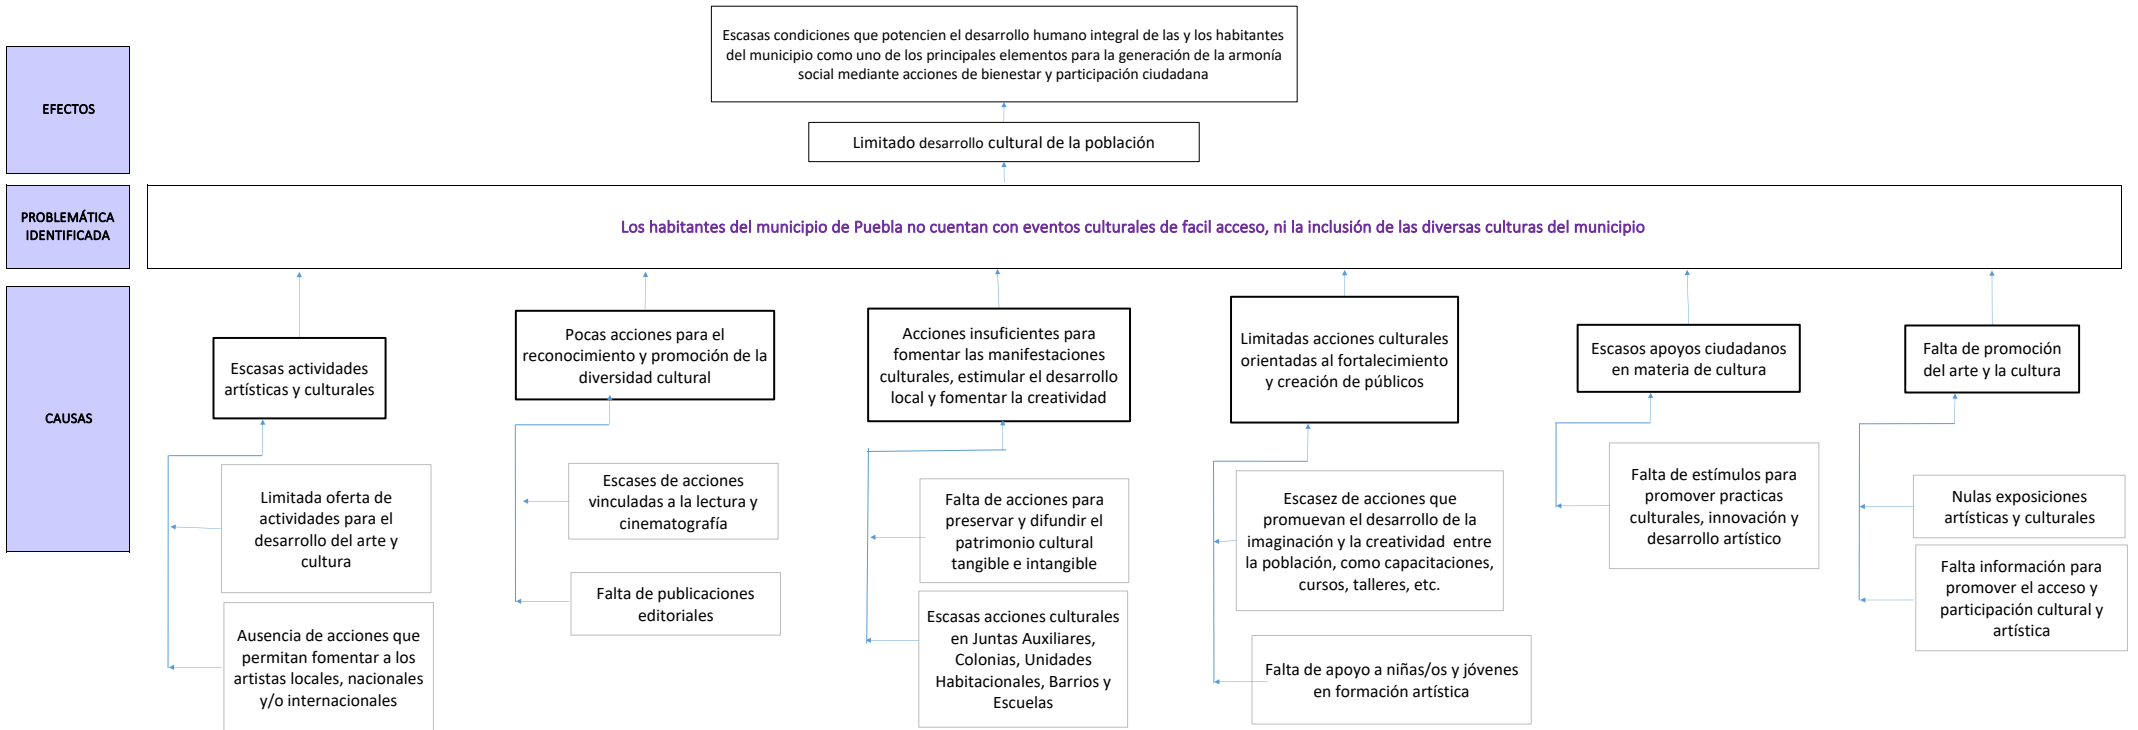 EFECTOS
Escasas condiciones que potencien el desarrollo humano integral de las y los habitantes
del municipio como uno de los principales elementos para la generación de la armonía
social mediante acciones de bienestar y participación ciudadana
Limitado desarrollo cultural de la población
PROBLEMÁTICA
IDENTIFICADA
Los habitantes del municipio de Puebla no cuentan con eventos culturales de facil acceso, ni la inclusión de las diversas culturas del municipio
CAUSAS
Escasas actividades
artísticas y culturales
Limitada oferta de
actividades para el
desarrollo del arte y
cultura
Ausencia de acciones que
permitan fomentar a los
artistas locales, nacionales
y/o internacionales
Pocas acciones para el
reconocimiento y promoción de la
diversidad cultural
Escases de acciones
vinculadas a la lectura y
cinematografía
Falta de publicaciones
editoriales
Acciones insuficientes para
fomentar las manifestaciones
culturales, estimular el desarrollo
local y fomentar la creatividad
Falta de acciones para
preservar y difundir el
patrimonio cultural
tangible e intangible
Escasas acciones culturales
en Juntas Auxiliares,
Colonias, Unidades
Habitacionales, Barrios y
Escuelas
Limitadas acciones culturales
orientadas al fortalecimiento
y creación de públicos
Escasez de acciones que
promuevan el desarrollo de la
imaginación y la creatividad  entre
la población, como capacitaciones,
cursos, talleres, etc.
Falta de apoyo a niñas/os y jóvenes
en formación artística
Escasos apoyos ciudadanos
en materia de cultura
Falta de estímulos para
promover practicas
culturales, innovación y
desarrollo artístico
Falta de promoción
del arte y la cultura
Nulas exposiciones
artísticas y culturales
Falta información para
promover el acceso y
participación cultural y
artística